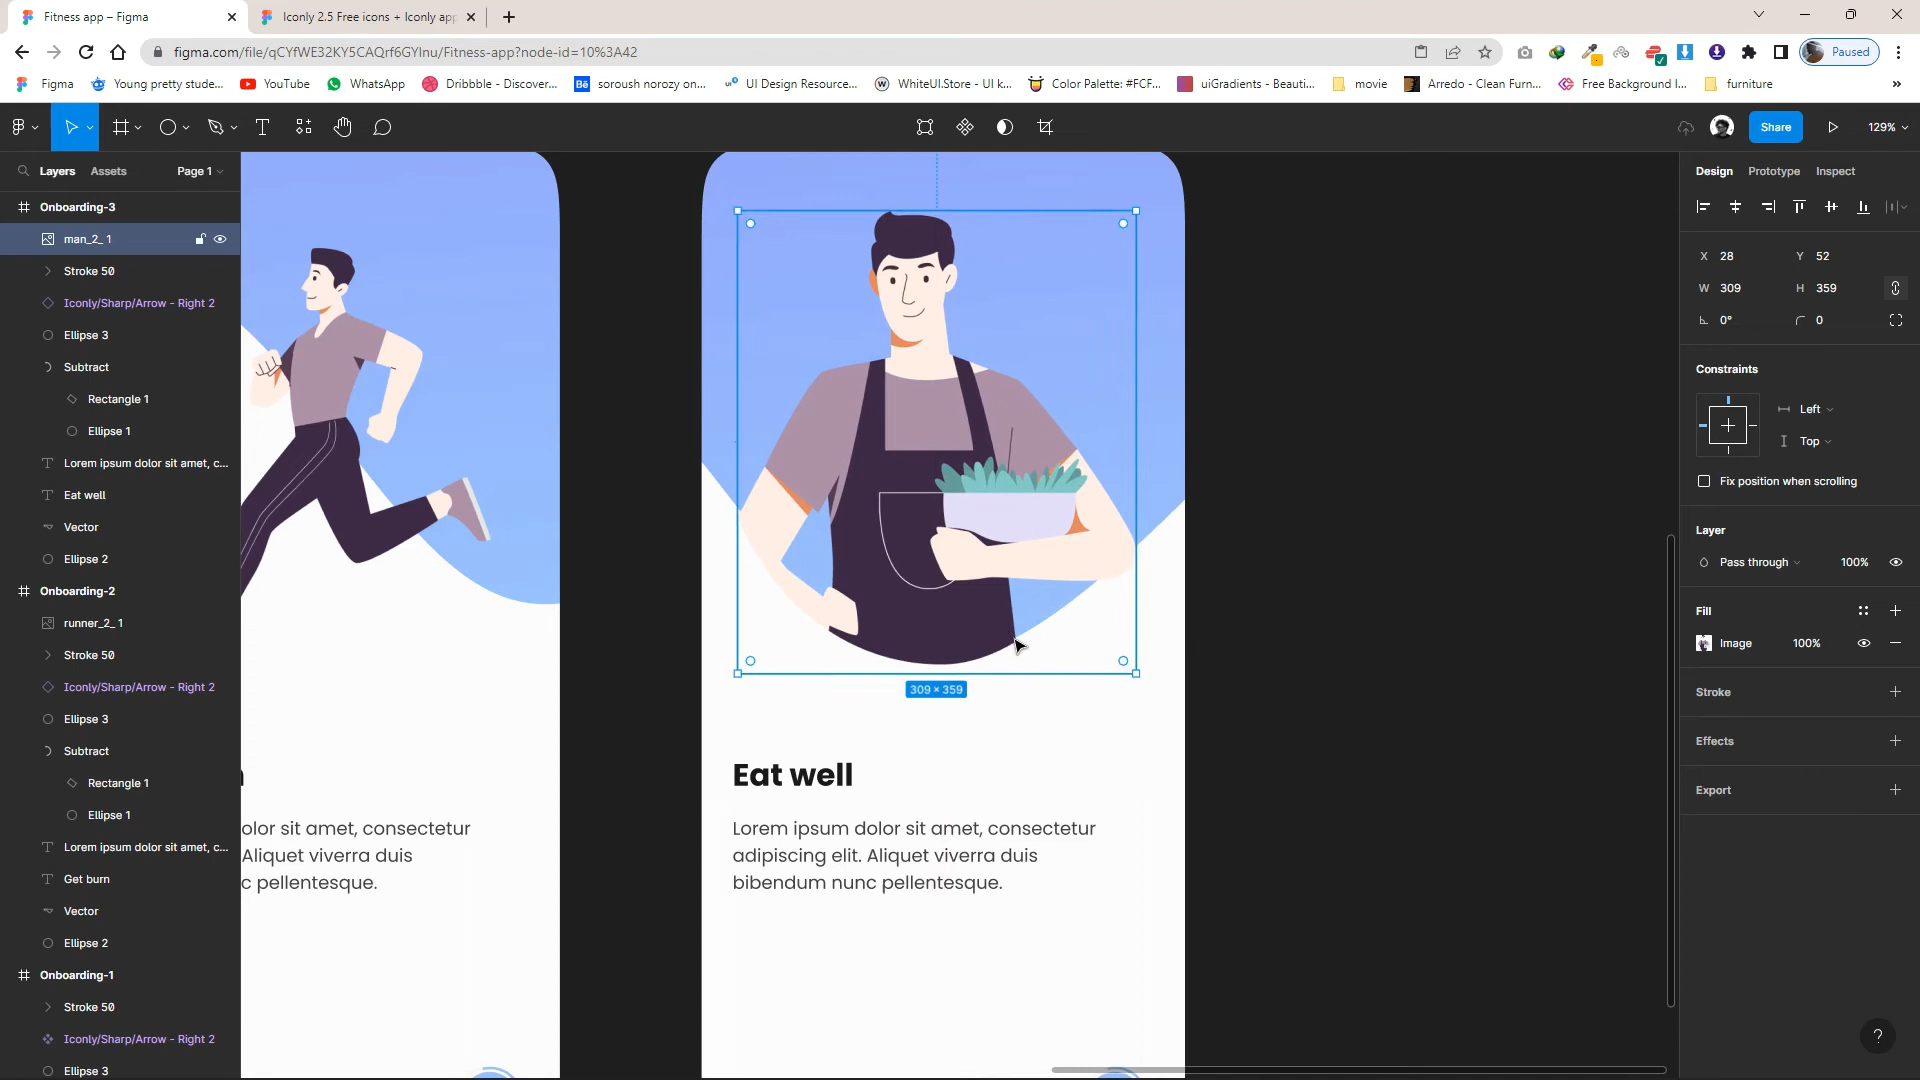 Fitness app – Figma
Iconly 2.5 Free icons + Iconly app
figma.com/file/qCYfWE32KY5CAQrf6GYlnu/Fitness-app?node-id=10%3A42
Paused
Figma
Young pretty stude...
YouTube
WhatsApp
Dribbble - Discover...
soroush norozy on...
UI Design Resource...
WhiteUI.Store - UI k...
Color Palette: #FCF...
uiGradients - Beauti...
movie
Arredo - Clean Furn...
Free Background I...
furniture
Share
129%
Layers
Assets
Page 1
Onboarding-3
man_2_ 1
Stroke 50
Iconly/Sharp/Arrow - Right 2
Ellipse 3
Subtract
Rectangle 1
Ellipse 1
Lorem ipsum dolor sit amet, c...
Eat well
Vector
Ellipse 2
Onboarding-2
runner_2_ 1
Stroke 50
Iconly/Sharp/Arrow - Right 2
Ellipse 3
Subtract
Rectangle 1
Ellipse 1
Lorem ipsum dolor sit amet, c...
Get burn
Vector
Ellipse 2
Onboarding-1
Stroke 50
Iconly/Sharp/Arrow - Right 2
Ellipse 3
olor sit amet, consectetur
Aliquet viverra duis
c pellentesque.
309 × 359
Eat well
Lorem ipsum dolor sit amet, consectetur
adipiscing elit. Aliquet viverra duis
bibendum nunc pellentesque.
Design
Prototype
Inspect
X 28
Y 52
W 309
H 359
0°
0
Constraints
Left
Top
Fix position when scrolling
Layer
Pass through
100%
Fill
Image
100%
Stroke
Effects
Export
?